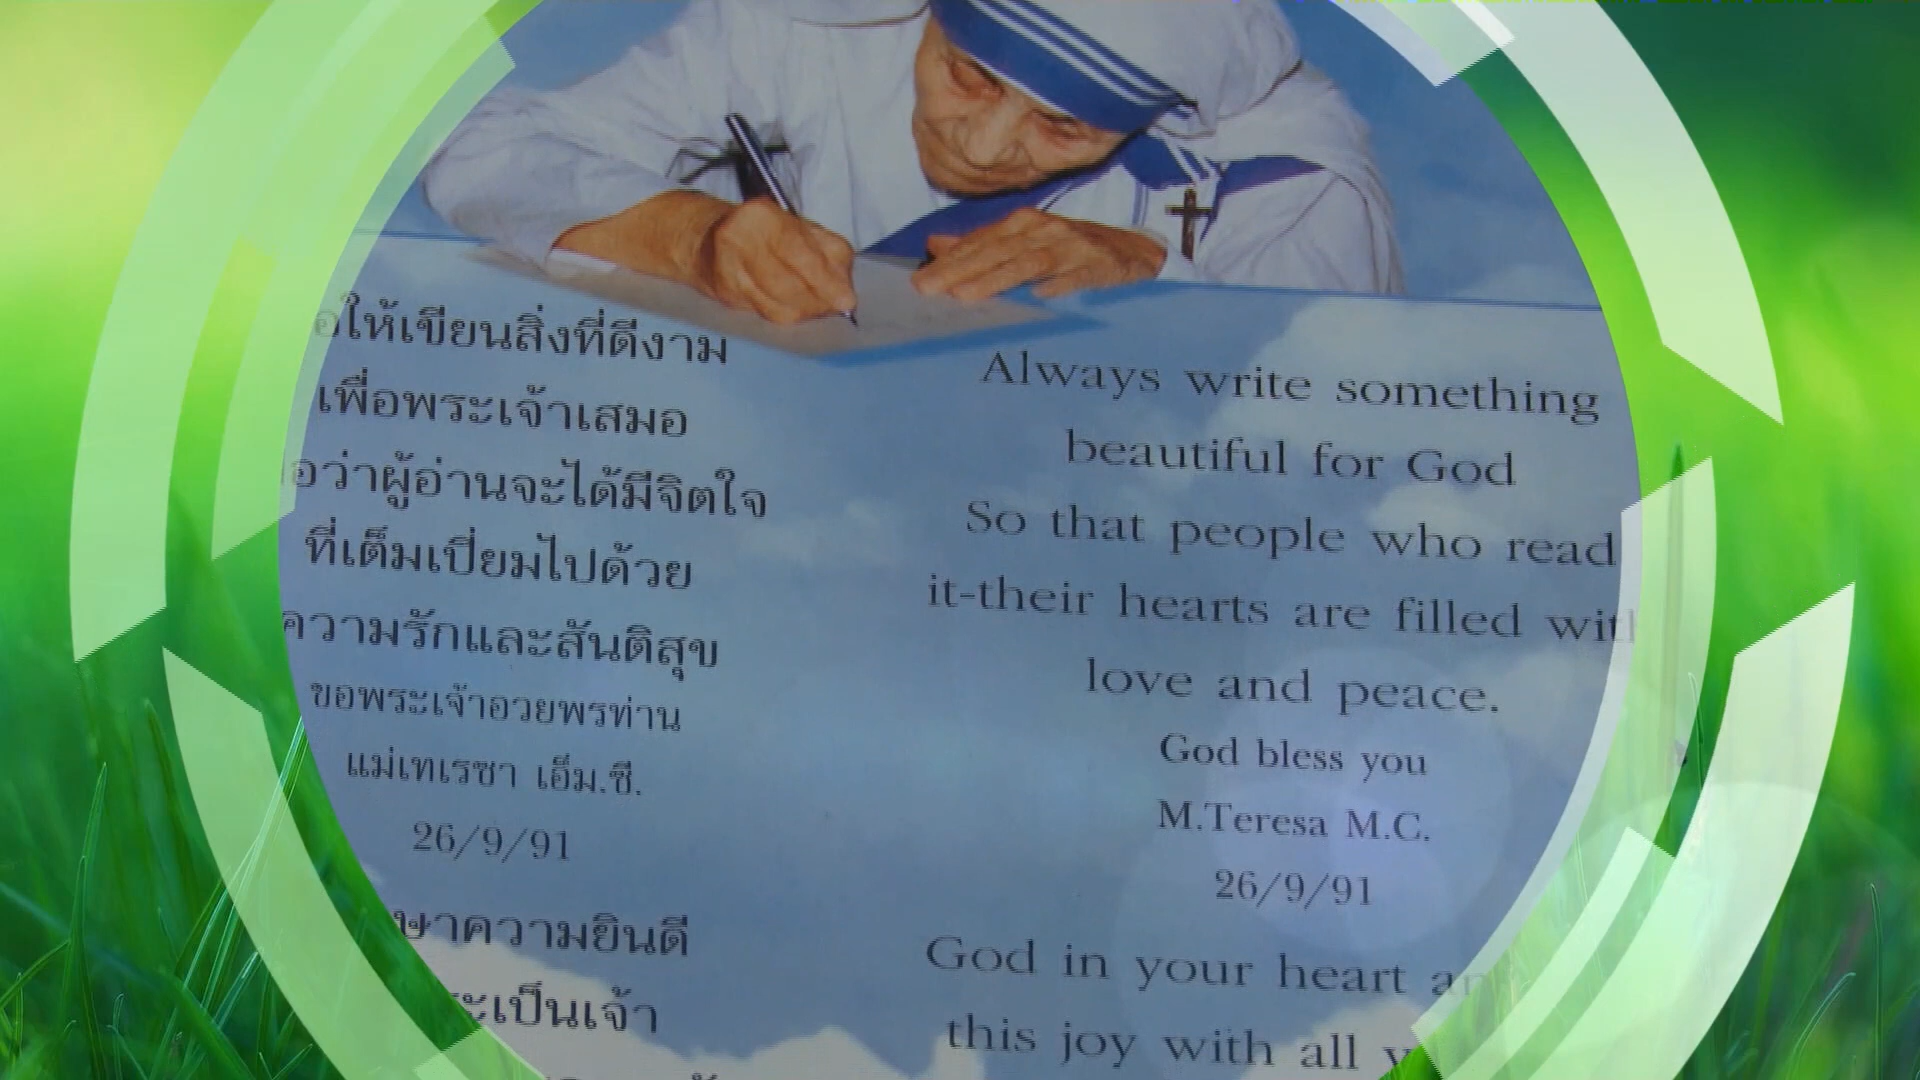 ให้เขียนสิ่งที่ดีงาม
เพื่อพระเจ้าเสมอ
ว่าผู้อ่านจะได้มีจิตใจ
ที่เต็มเปี่ยมไปด้วย
ความรักและสันติสุข
ขอพระเจ้าอวยพรท่าน
แม่เทเรซา เอ็ม.ซี.
26/9/91
ความยินดี
เป็นเจ้า
Always write something
beautiful for God
So that people who read
it-their hearts are filled with
love and peace.
God bless you
M.Teresa M.C.
26/9/91
God in your heart
this joy with all